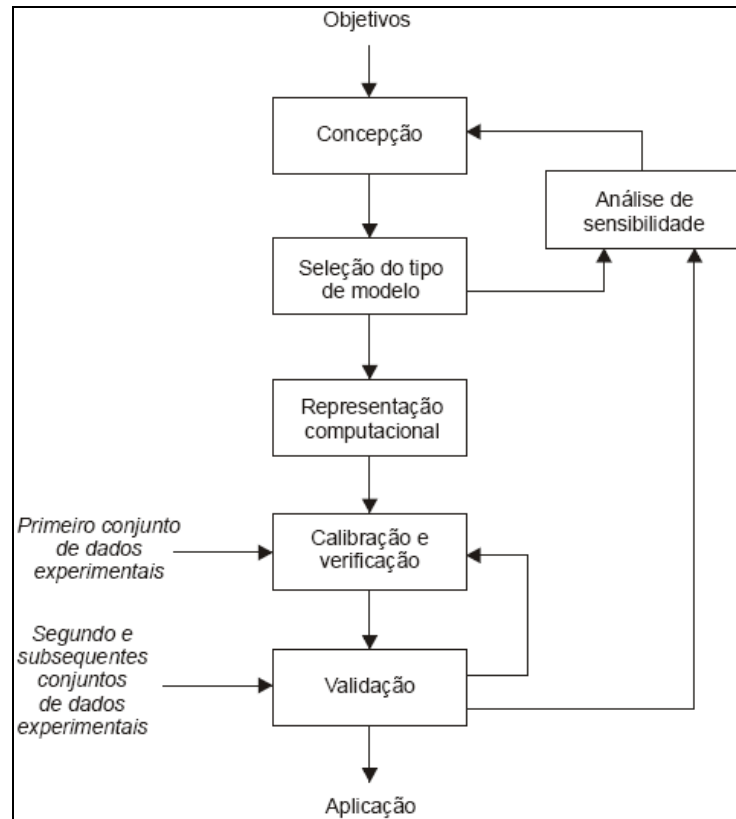 Objetivos
Concepção
Análise de
sensibilidade
Seleção do tipo
de modelo
Representação
computacional
Primeiro conjunto
de dados
experimentais
Calibração e
verificação
Segundo e
subsequentes
conjuntos
de dados
experimentais
Validação
Aplicação